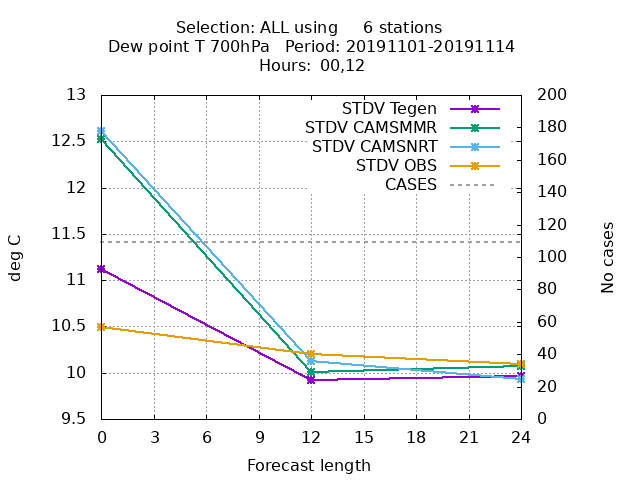 Selection: ALL using     6 stations
Dew point T 700hPa   Period: 20191101-20191114
Hours: 00,12
13
12.5
12
11.5
11
10.5
10
9.5
200
180
160
140
120
100
80
60
40
20
0
STDV Tegen
STDV CAMSMMR
STDV CAMSNRT
STDV OBS
CASES
deg C
No cases
0 3 6 9 12 15 18 21 24
Forecast length